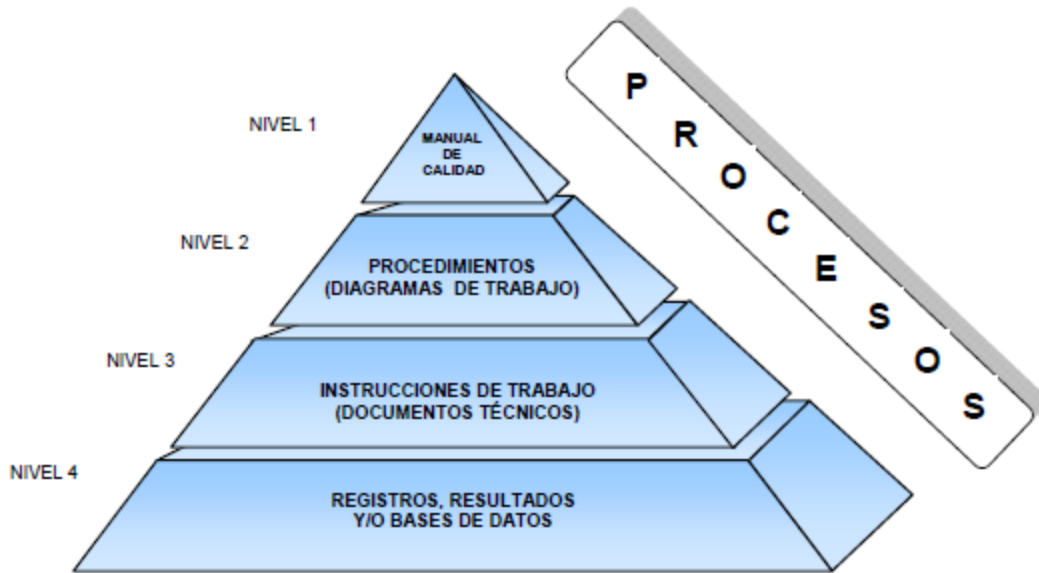 NIVEL 1
MANUAL
DE
CALIDAD
NIVEL 2
PROCEDIMIENTOS
(DIAGRAMAS DE TRABAJO)
NIVEL 3
INSTRUCCIONES DE TRABAJO
(DOCUMENTOS TÉCNICOS)
NIVEL 4
REGISTROS, RESULTADOS
Y/O BASES DE DATOS
PROCESOS